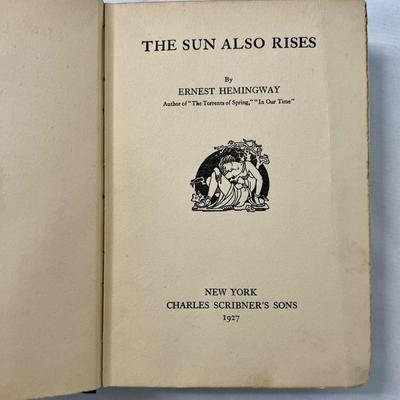 THE SUN ALSO RISES
By
ERNEST HEMINGWAY
Author of "The Torrents of Spring," "In Our Time"
NEW YORK
CHARLES SCRIBNER'S SONS
1927